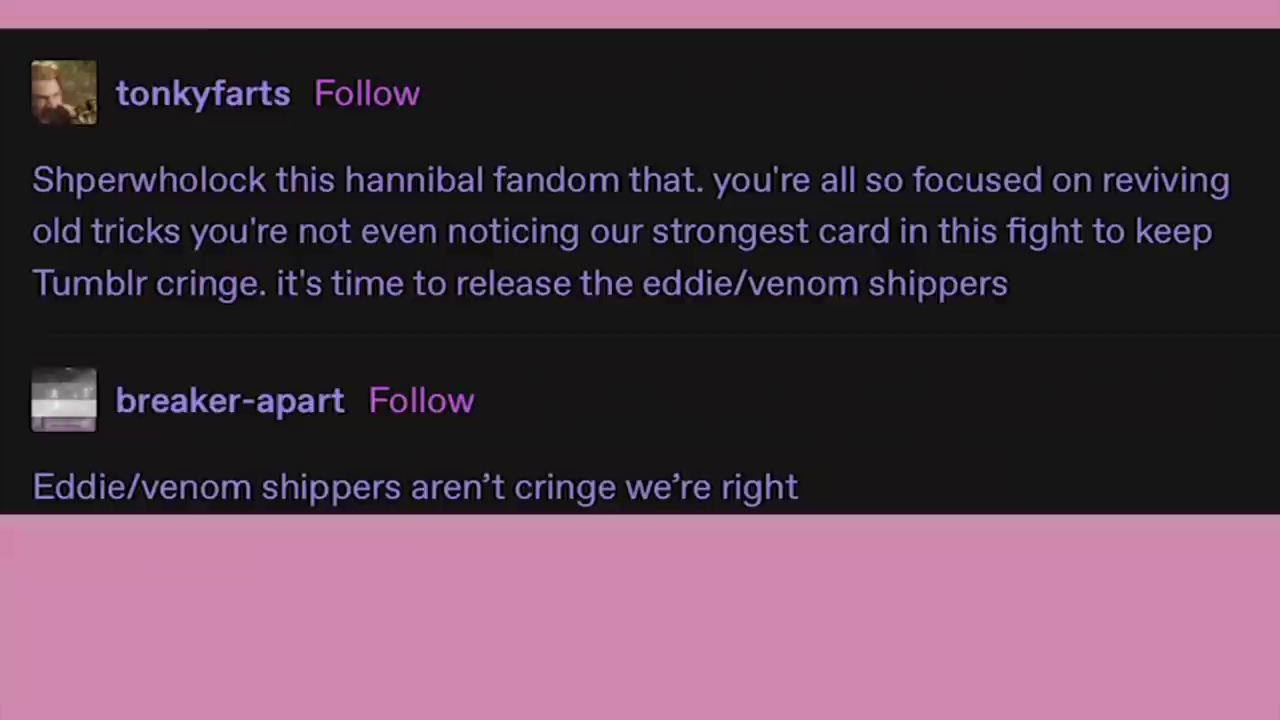 tonkyfarts Follow
Shperwholock this hannibal fandom that. you're all so focused on reviving
old tricks you're not even noticing our strongest card in this fight to keep
Tumblr cringe. it's time to release the eddie/venom shippers
breaker-apart Follow
Eddie/venom shippers aren’t cringe we’re right